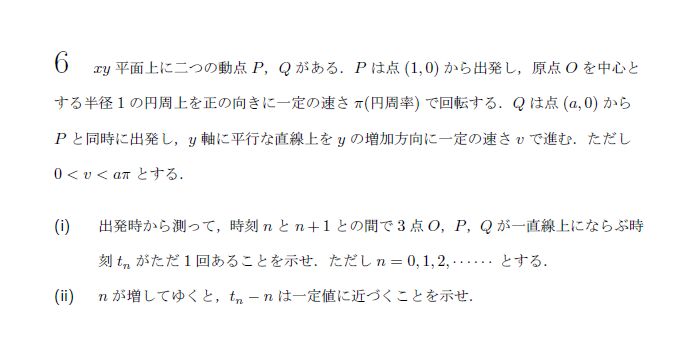 6 xy 平面上に二つの動点 P，Q がある．P は点 (1,0) から出発し，原点 O を中心と
する半径 1 の円周上を正の向きに一定の速さ π(円周率) で回転する．Q は点 (a,0) から
P と同時に出発し，y 軸に平行な直線上を y の増加方向に一定の速さ v で進む．ただし
0 < v < aπ とする．
(i) 出発時から測って，時刻 n と n+1 との間で 3 点 O，P，Q が一直線上にならぶ時
刻 tₙ がただ 1 回あることを示せ．ただし n = 0,1,2,⋯⋯ とする．
(ii) n が増してゆくと，tₙ − n は一定値に近づくことを示せ．